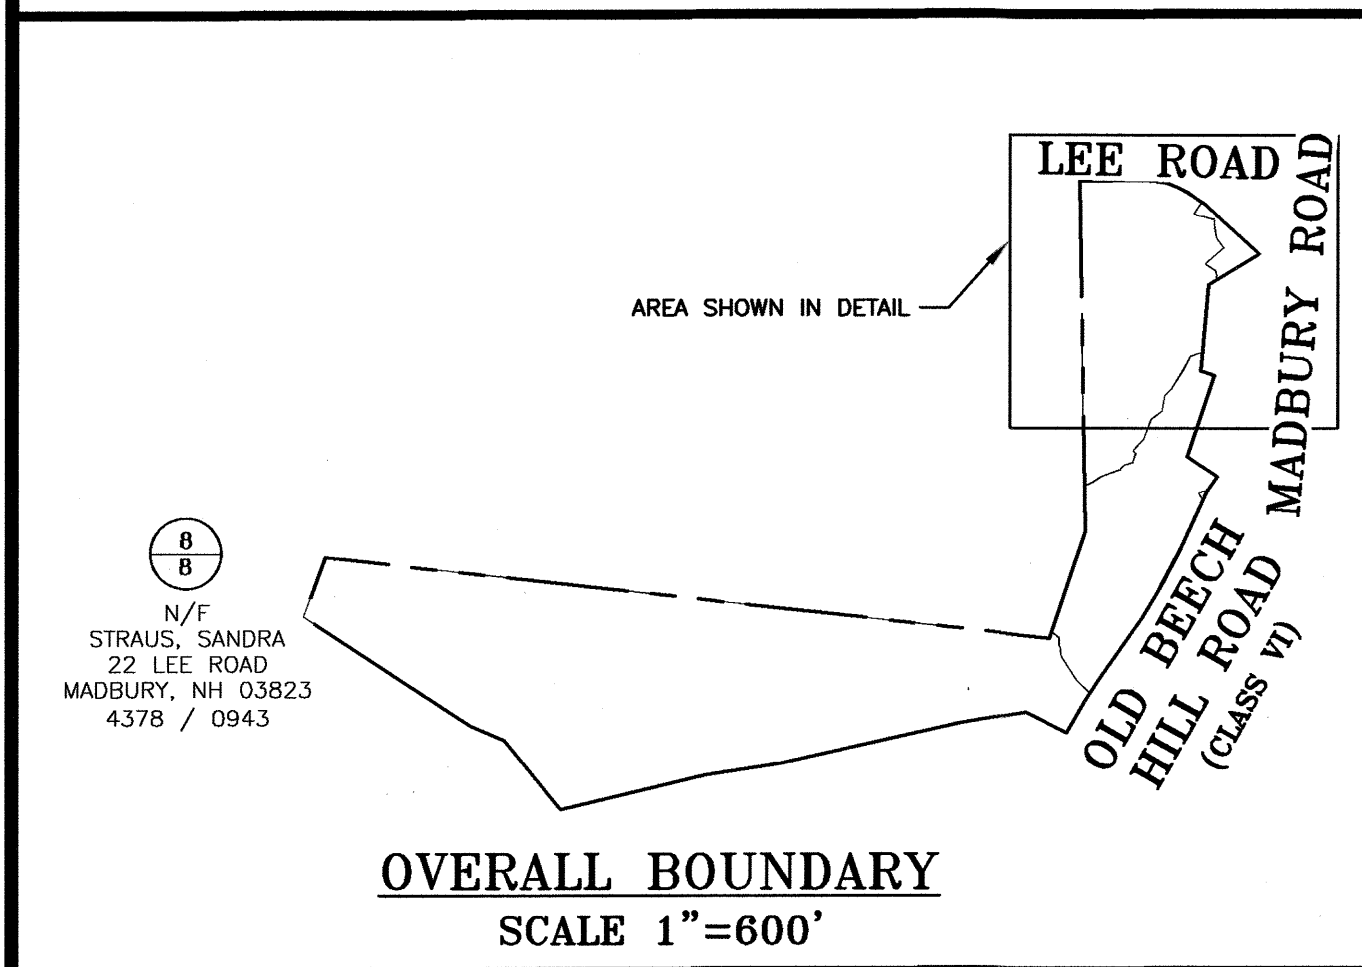 LEE ROAD
MADBURY ROAD
AREA SHOWN IN DETAIL
8
8
N/F
STRAUS, SANDRA
22 LEE ROAD
MADBURY, NH 03823
4378 / 0943
OLD BEECH
HILL ROAD
(CLASS VI)
OVERALL BOUNDARY
SCALE 1"=600'